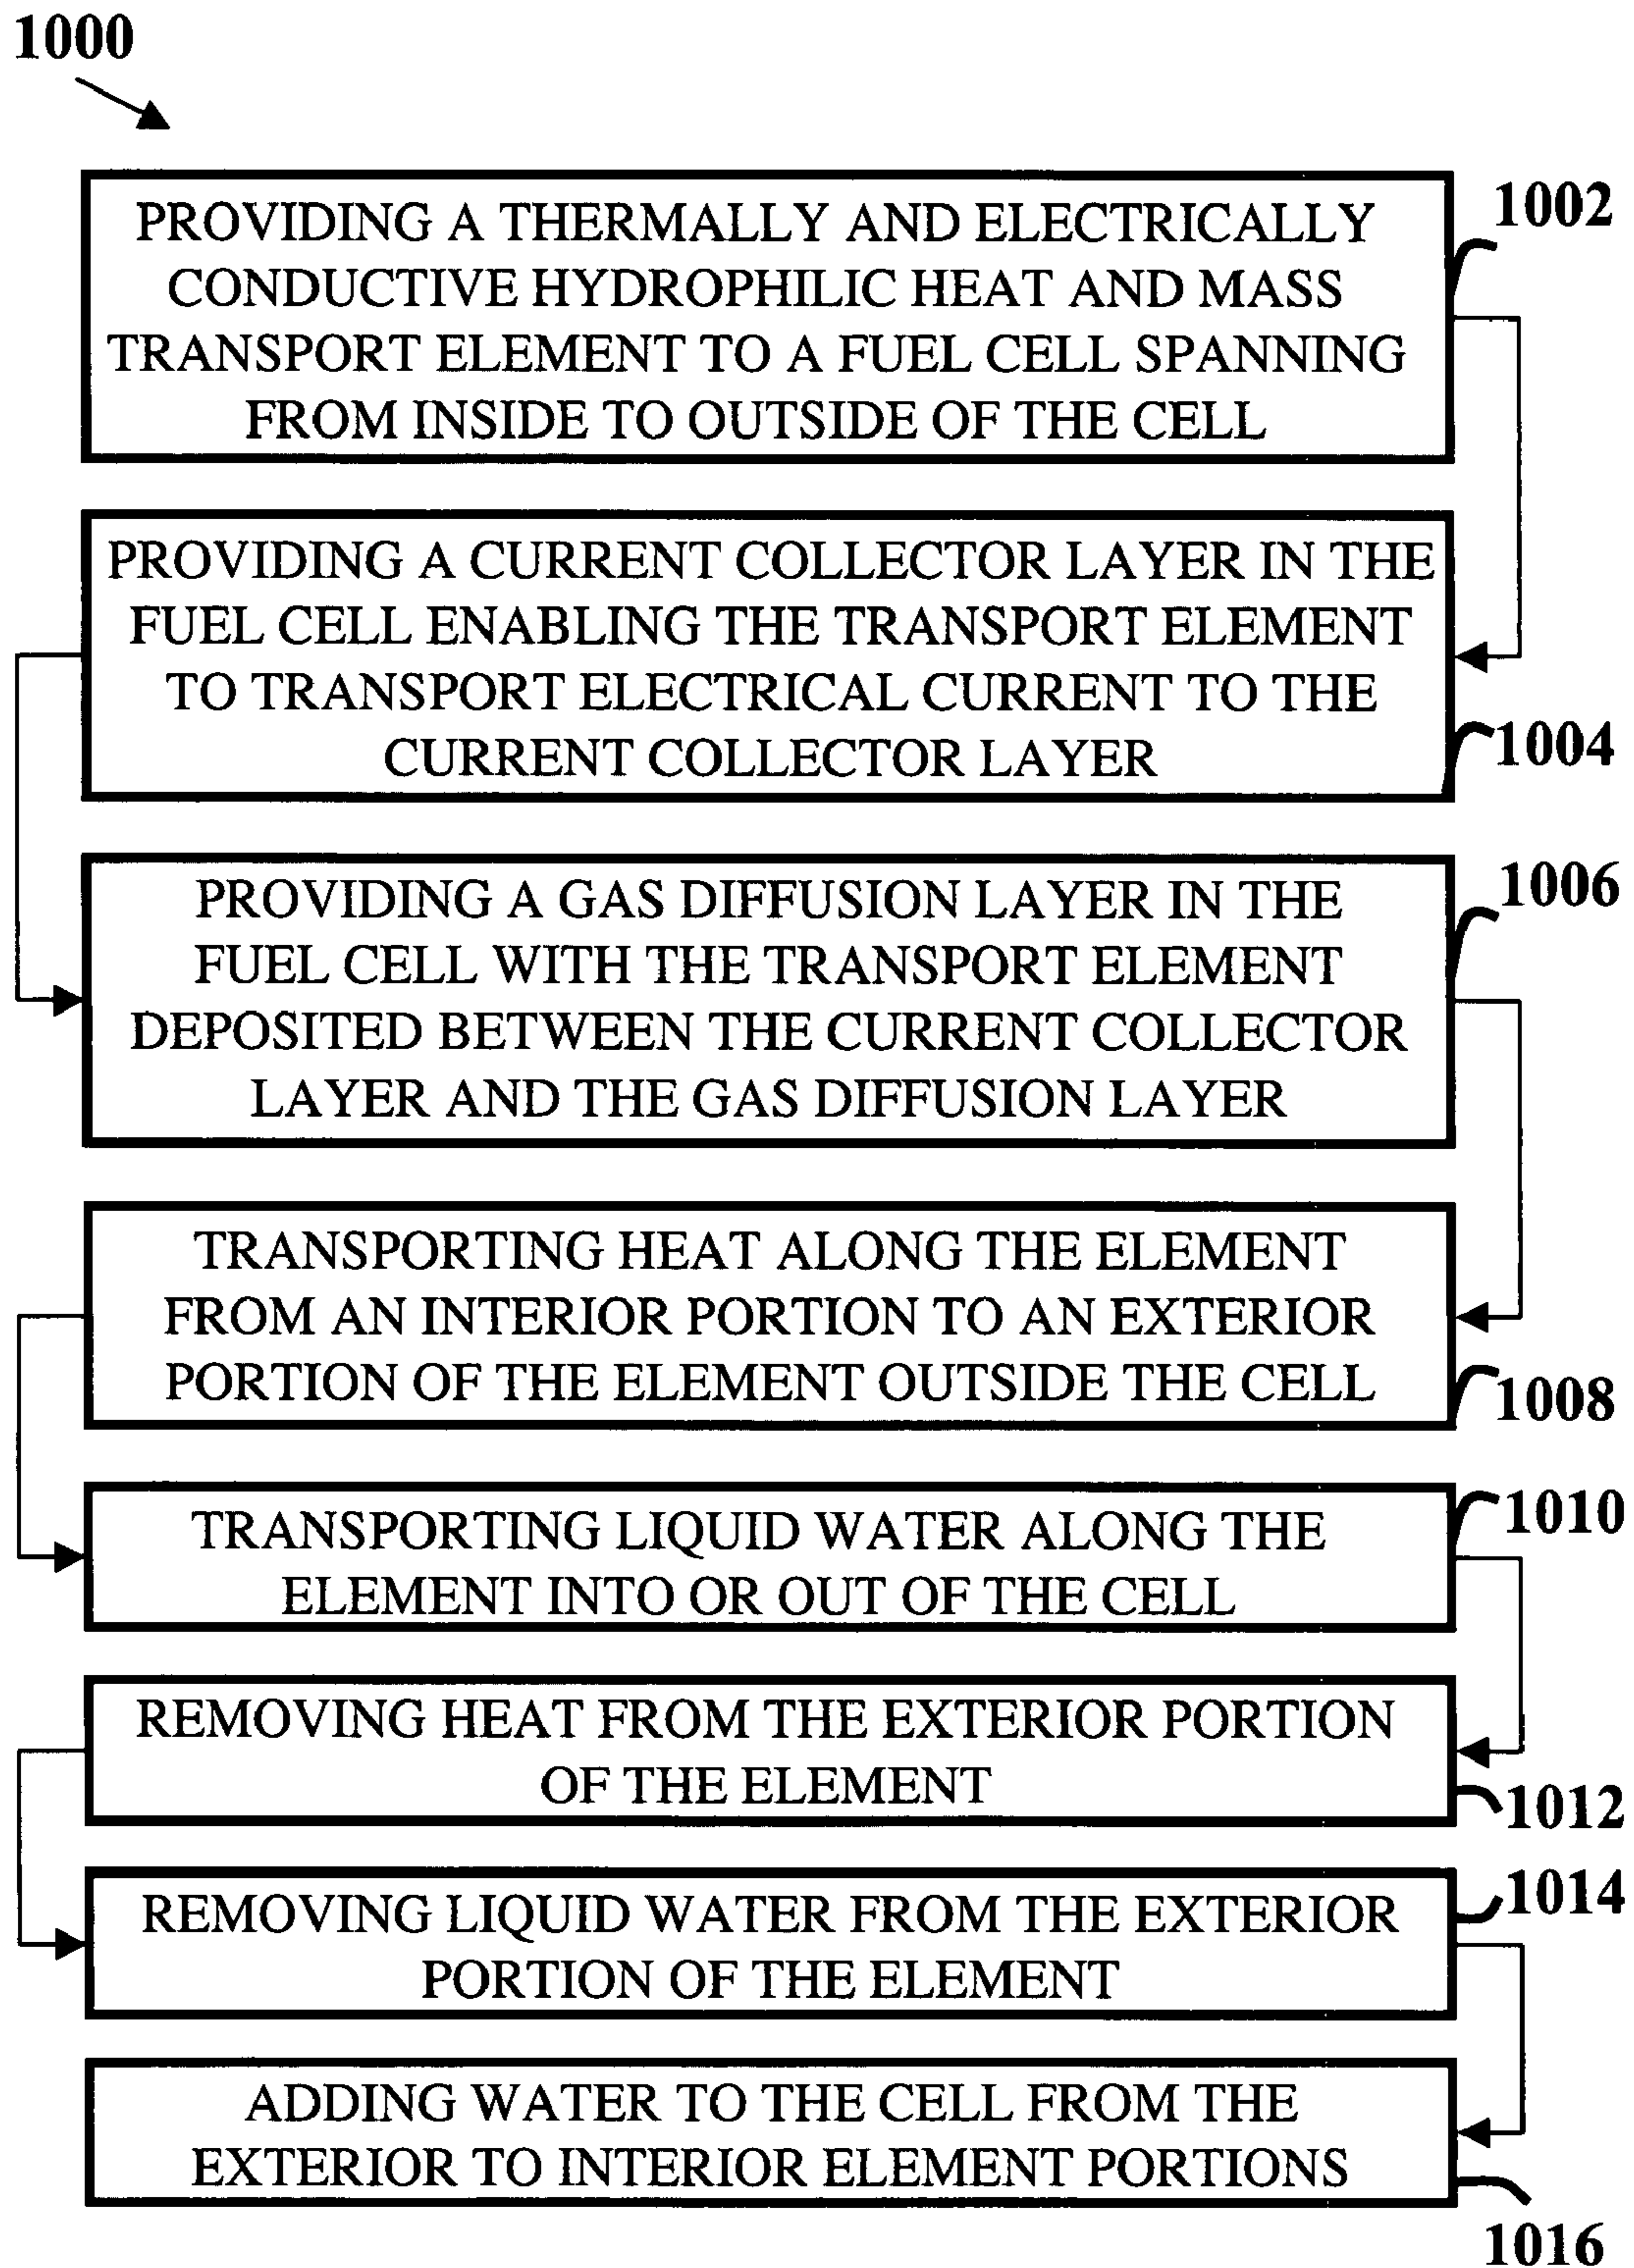 1000
PROVIDING A THERMALLY AND ELECTRICALLY
CONDUCTIVE HYDROPHILIC HEAT AND MASS
TRANSPORT ELEMENT TO A FUEL CELL SPANNING
FROM INSIDE TO OUTSIDE OF THE CELL
1002
PROVIDING A CURRENT COLLECTOR LAYER IN THE
FUEL CELL ENABLING THE TRANSPORT ELEMENT
TO TRANSPORT ELECTRICAL CURRENT TO THE
CURRENT COLLECTOR LAYER
1004
PROVIDING A GAS DIFFUSION LAYER IN THE
FUEL CELL WITH THE TRANSPORT ELEMENT
DEPOSITED BETWEEN THE CURRENT COLLECTOR
LAYER AND THE GAS DIFFUSION LAYER
1006
TRANSPORTING HEAT ALONG THE ELEMENT
FROM AN INTERIOR PORTION TO AN EXTERIOR
PORTION OF THE ELEMENT OUTSIDE THE CELL
1008
TRANSPORTING LIQUID WATER ALONG THE
ELEMENT INTO OR OUT OF THE CELL
1010
REMOVING HEAT FROM THE EXTERIOR PORTION
OF THE ELEMENT
1012
REMOVING LIQUID WATER FROM THE EXTERIOR
PORTION OF THE ELEMENT
1014
ADDING WATER TO THE CELL FROM THE
EXTERIOR TO INTERIOR ELEMENT PORTIONS
1016